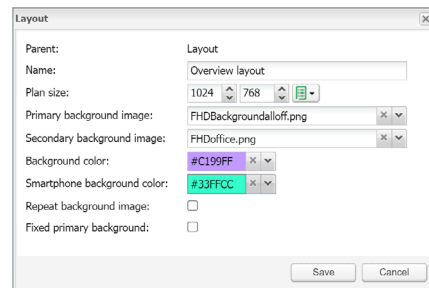 Layout
Parent: Layout
Name: Overview layout
Plan size: 1024 768
Primary background image: FHDBackgroundalloff.png
Secondary background image: FHDoffice.png
Background color: #C199FF
Smartphone background color: #33FFCC
Repeat background image:
Fixed primary background:
Save Cancel